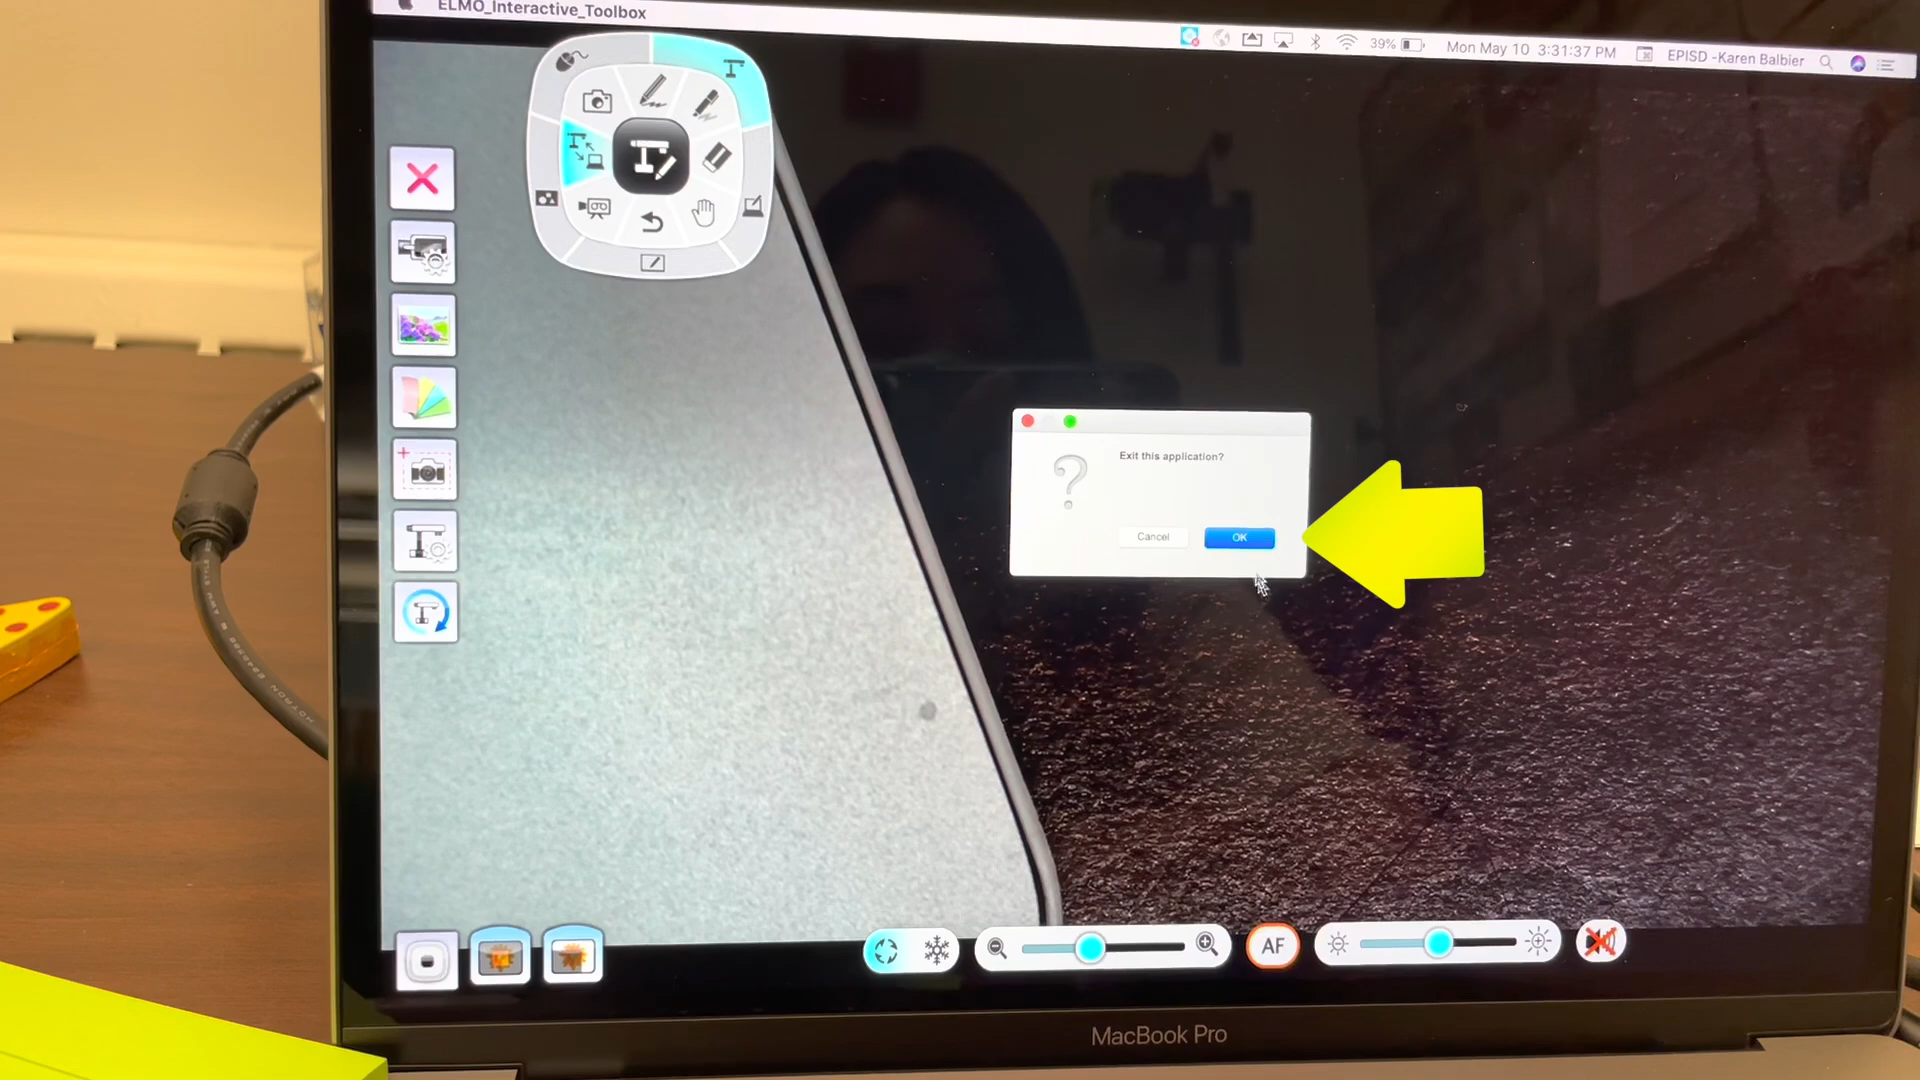 ELMO_Interactive_Toolbox
39%
Mon May 10 3:31:37 PM
EPISD -Karen Balbier
Exit this application?
Cancel
OK
AF
MacBook Pro